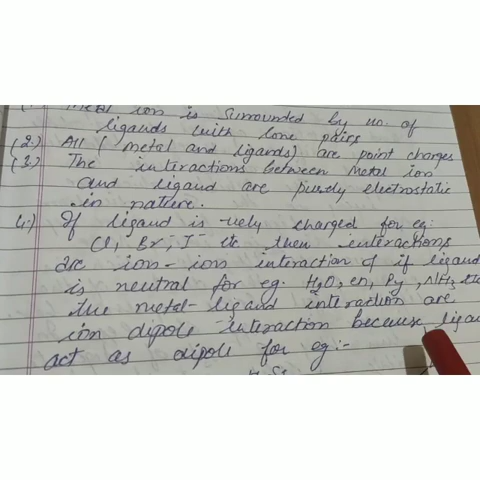 Metal ion is surrounded by no. of
ligands with lone pairs
(2.) All ( metal and ligands) are point charges
(3.) The interactions between Metal ion
and ligand are purely electrostatic
in nature.
4.) If ligand is -vely charged for eg:
Cl⁻, Br⁻, I⁻ etc then interactions
are ion - ion interaction & if ligand
is neutral for eg. H₂O, en, Py, NH₃ etc
the metal-ligand interaction are
ion dipole interaction because
act as dipole for eg:-